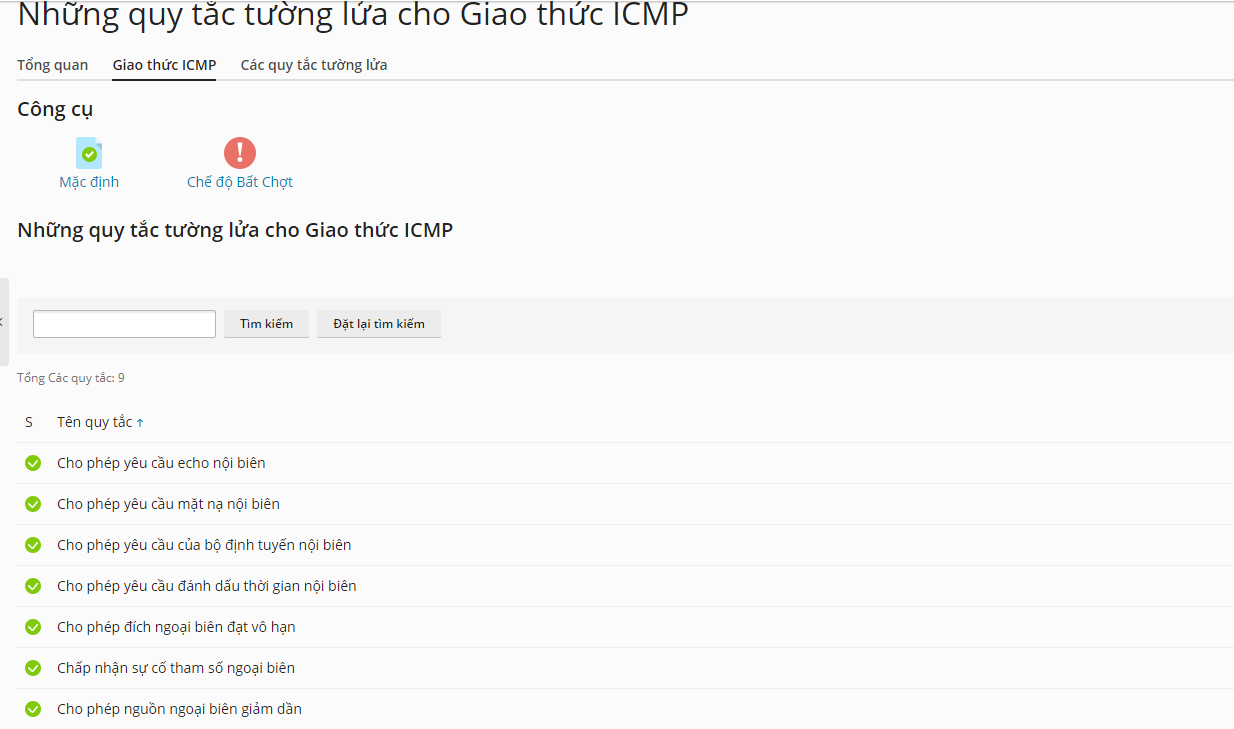 Những quy tắc tường lửa cho Giao thức ICMP
Tổng quan Giao thức ICMP Các quy tắc tường lửa
Công cụ
Mặc định Chế độ Bất Chợt
Những quy tắc tường lửa cho Giao thức ICMP
Tìm kiếm Đặt lại tìm kiếm
Tổng Các quy tắc: 9
S Tên quy tắc ↑
Cho phép yêu cầu echo nội biên
Cho phép yêu cầu mặt nạ nội biên
Cho phép yêu cầu của bộ định tuyến nội biên
Cho phép yêu cầu đánh dấu thời gian nội biên
Cho phép đích ngoại biên đạt vô hạn
Chấp nhận sự cố tham số ngoại biên
Cho phép nguồn ngoại biên giảm dần